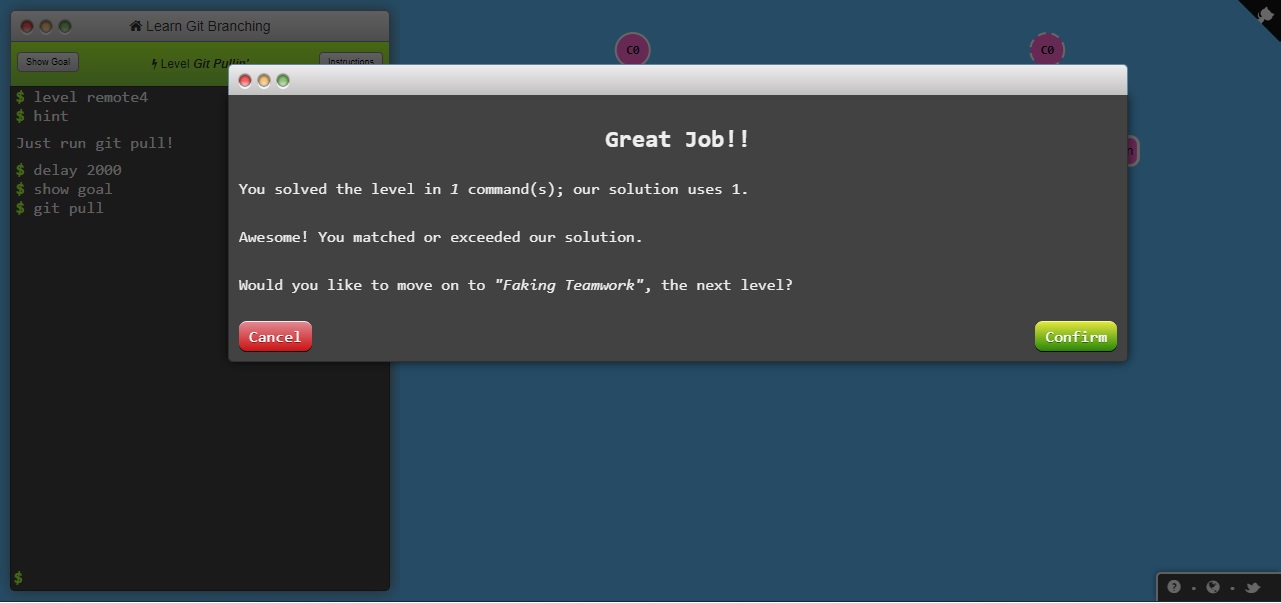 Learn Git Branching
Show Goal
Level Git Pullin'
Instructions
$ level remote4
$ hint
Just run git pull!
$ delay 2000
$ show goal
$ git pull
$
C0
C0
Great Job!!
You solved the level in 1 command(s); our solution uses 1.
Awesome! You matched or exceeded our solution.
Would you like to move on to "Faking Teamwork", the next level?
Cancel
Confirm